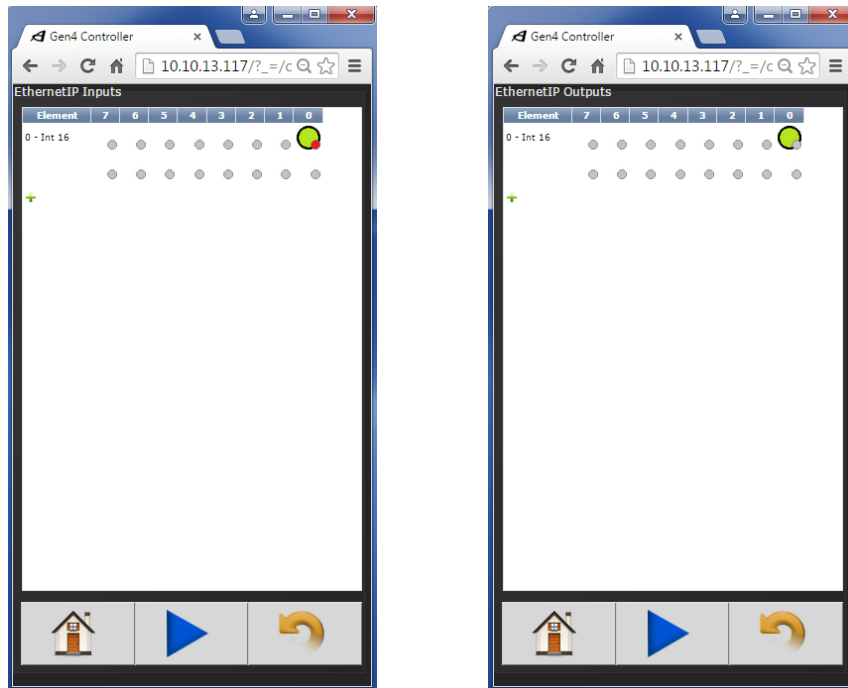 Gen4 Controller
10.10.13.117/?_=/c
EthernetIP Inputs
Element 7 6 5 4 3 2 1 0
0 - Int 16
Gen4 Controller
10.10.13.117/?_=/c
EthernetIP Outputs
Element 7 6 5 4 3 2 1 0
0 - Int 16